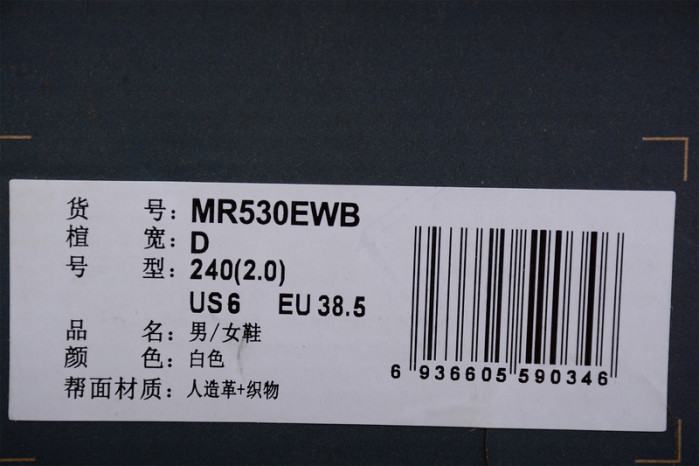 货 号: MR530EWB
楦 宽: D
号 型: 240(2.0)
US 6 EU 38.5
品 名: 男/女鞋
颜 色: 白色
帮面材质: 人造革+织物
6 936605 590346